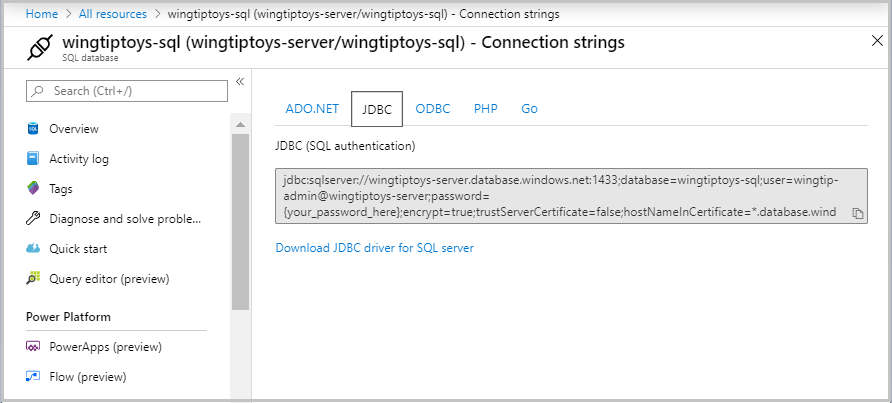 Home > All resources > wingtiptoys-sql (wingtiptoys-server/wingtiptoys-sql) - Connection strings
wingtiptoys-sql (wingtiptoys-server/wingtiptoys-sql) - Connection strings
SQL database
Search (Ctrl+/)
Overview
Activity log
Tags
Diagnose and solve proble...
Quick start
Query editor (preview)
Power Platform
PowerApps (preview)
Flow (preview)
ADO.NET JDBC ODBC PHP Go
JDBC (SQL authentication)
jdbc:sqlserver://wingtiptoys-server.database.windows.net:1433;database=wingtiptoys-sql;user=wingtip-
admin@wingtiptoys-server;password=
{your_password_here};encrypt=true;trustServerCertificate=false;hostNameInCertificate=*.database.wind
Download JDBC driver for SQL server